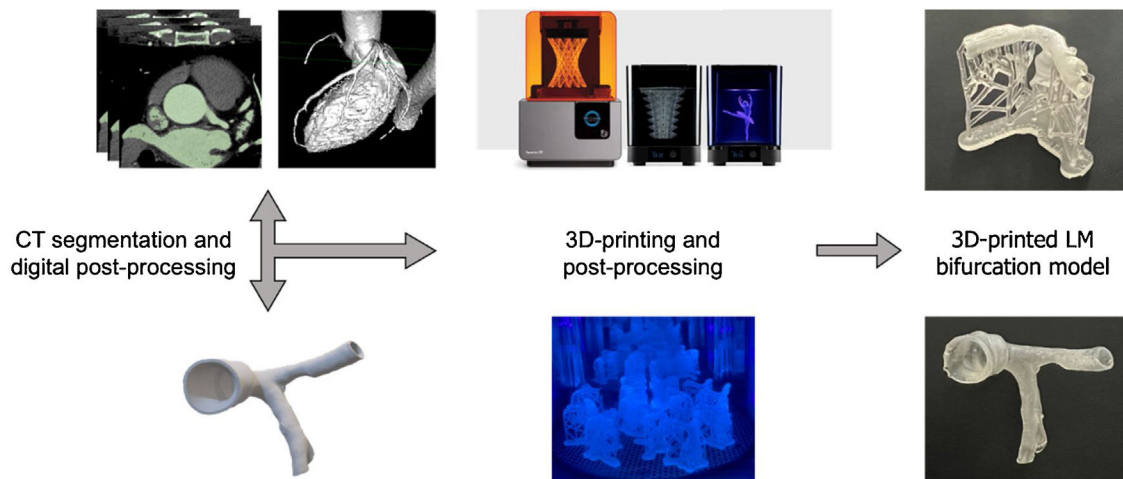 CT segmentation and
digital post-processing
3D-printing and
post-processing
3D-printed LM
bifurcation model